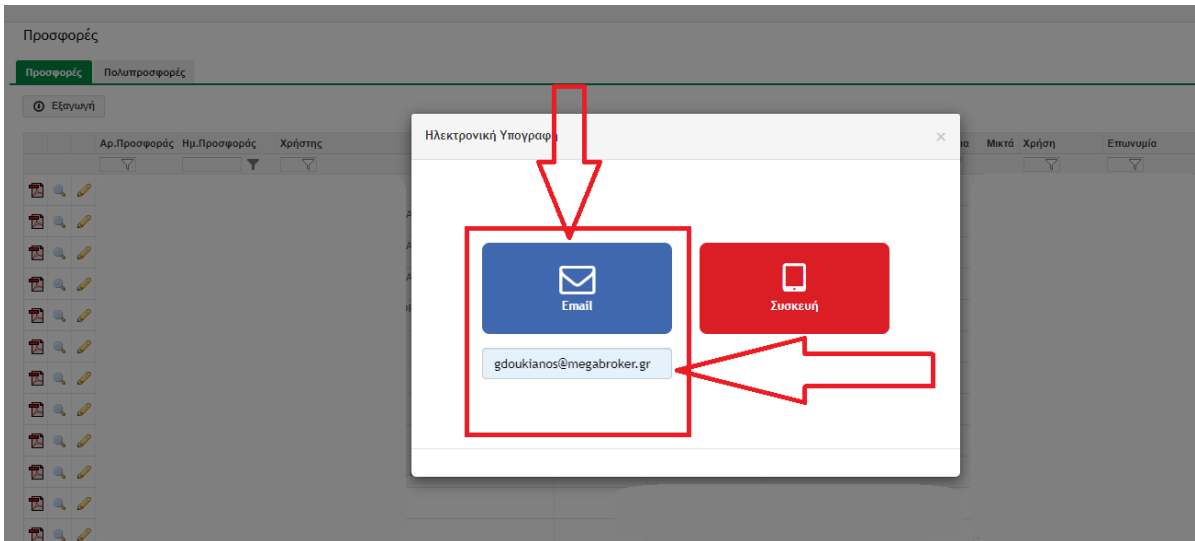 Προσφορές
Προσφορές Πολυπροσφορές
Εξαγωγή
Ηλεκτρονική Υπογραφή ×
Αρ.Προσφοράς Ημ.Προσφοράς Χρήστης Μικτά Χρήση Επωνυμία
Email Συσκευή
gdoukianos@megabroker.gr